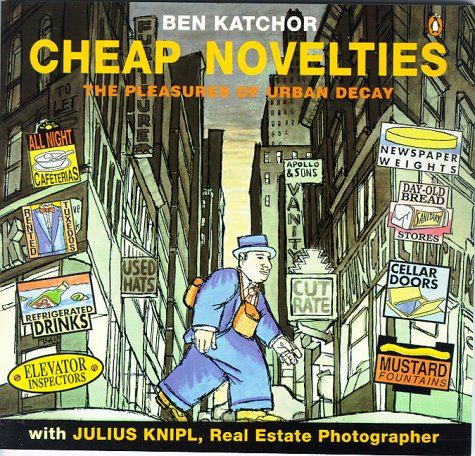 BEN KATCHOR
CHEAP NOVELTIES
THE PLEASURES OF URBAN DECAY
FURNITURE
TO LET
ALL NIGHT
CAFETERIAS
RENTED
TUXEDOS
REFRIGERATED
DRINKS
ELEVATOR
INSPECTORS
USED
HATS
APOLLO
& SONS
VANITY
CUT
RATE
NEWSPAPER
WEIGHTS
DAY-OLD
BREAD
STORES
CELLAR
DOORS
MUSTARD
FOUNTAINS
with JULIUS KNIPL, Real Estate Photographer